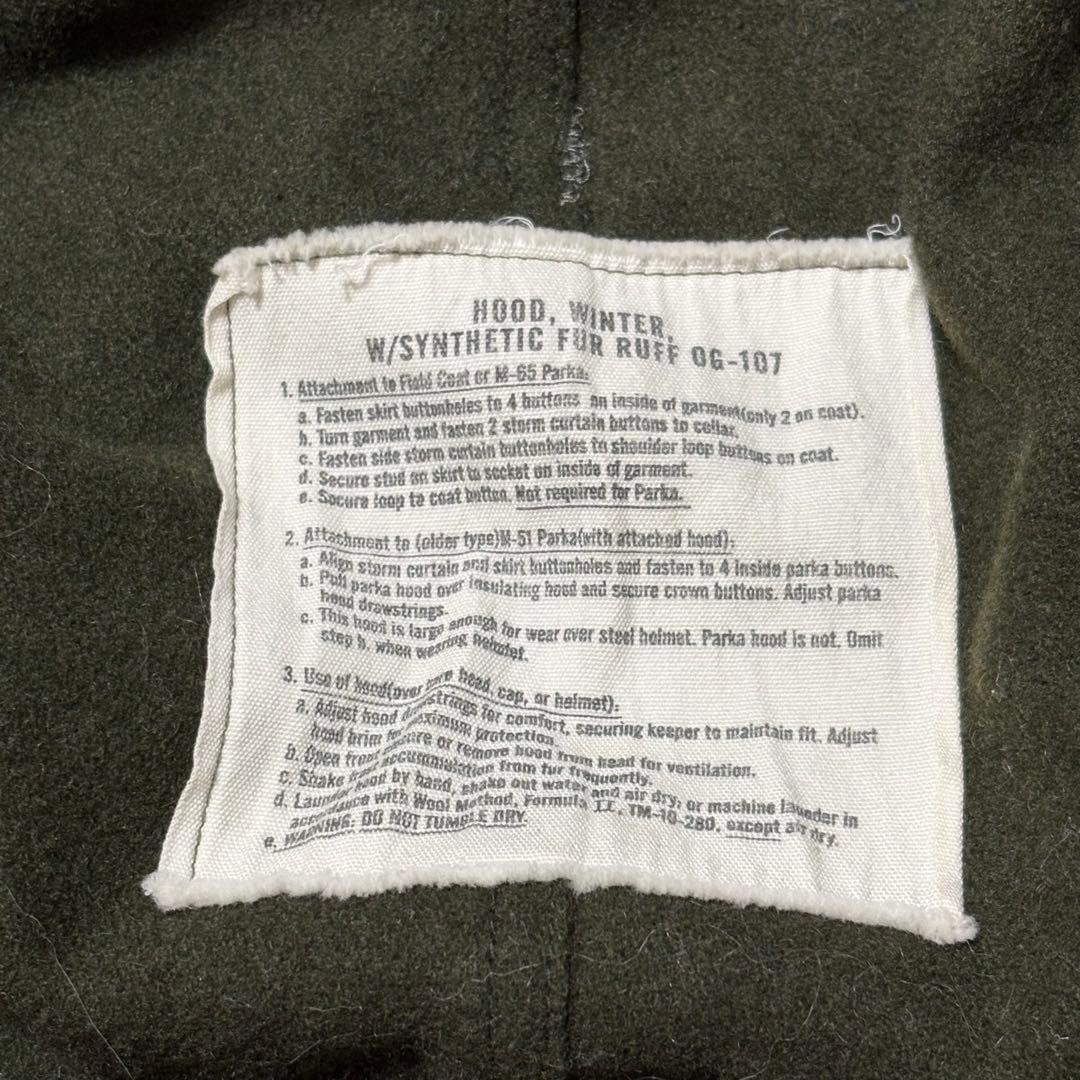 HOOD, WINTER,
W/SYNTHETIC FUR RUFF OG-107
1. Attachment to Field Coat or M-65 Parka:
a. Fasten skirt buttonholes to 4 buttons on inside of garment(only 2 on coat).
b. Turn garment and fasten 2 storm curtain buttons to collar.
c. Fasten side storm curtain buttonholes to shoulder loop buttons on coat.
d. Secure stud on skirt to socket on inside of garment.
e. Secure loop to coat button. Not required for Parka.
2. Attachment to (older type)M-51 Parka(with attached hood):
a. Align storm curtain and skirt buttonholes and fasten to 4 inside parka buttons.
b. Pull parka hood over insulating hood and secure crown buttons. Adjust parka
hood drawstrings.
c. This hood is large enough for wear over steel helmet. Parka hood is not. Omit
step b. when wearing helmet.
3. Use of hood(over bare head, cap, or helmet):
a. Adjust hood drawstrings for comfort, securing keeper to maintain fit. Adjust
hood brim for maximum protection.
b. Open front closure or remove hood from head for ventilation.
c. Shake frost accummulation from fur frequently.
d. Launder hood by hand, shake out water and air dry; or machine launder in
accordance with Wool Method, Formula II, TM-10-280, except air dry.
e. WARNING: DO NOT TUMBLE DRY.